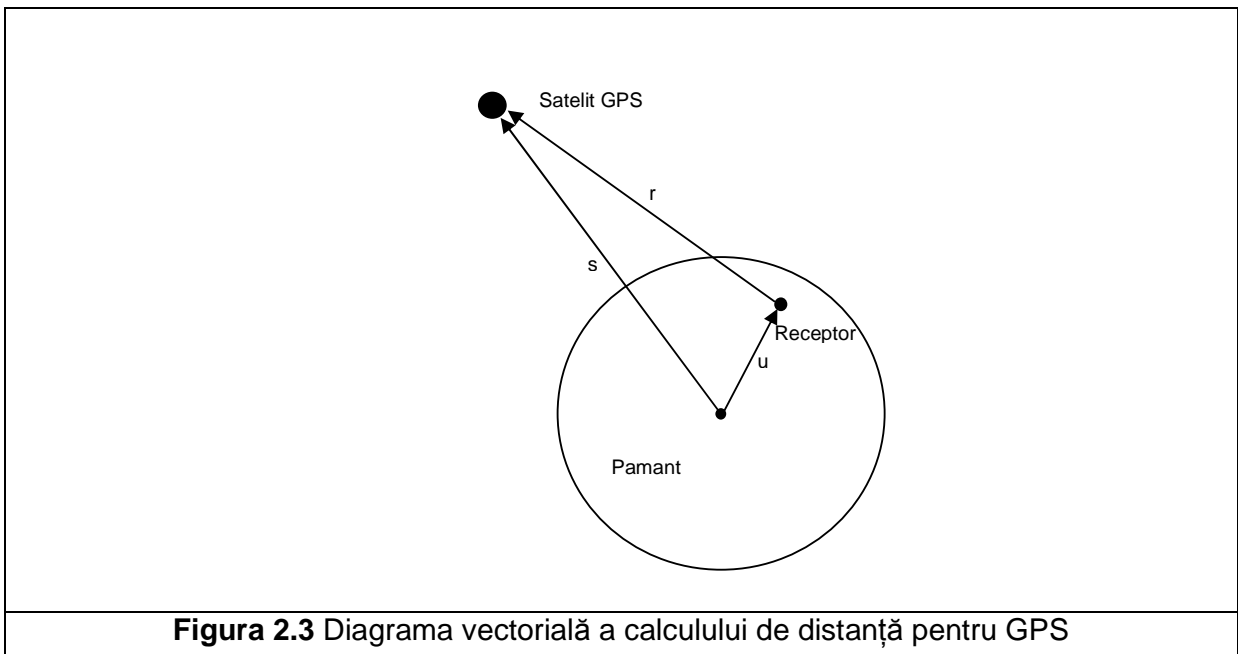 Satelit GPS
r
s
Receptor
u
Pamant
Figura 2.3 Diagrama vectorială a calculului de distanță pentru GPS